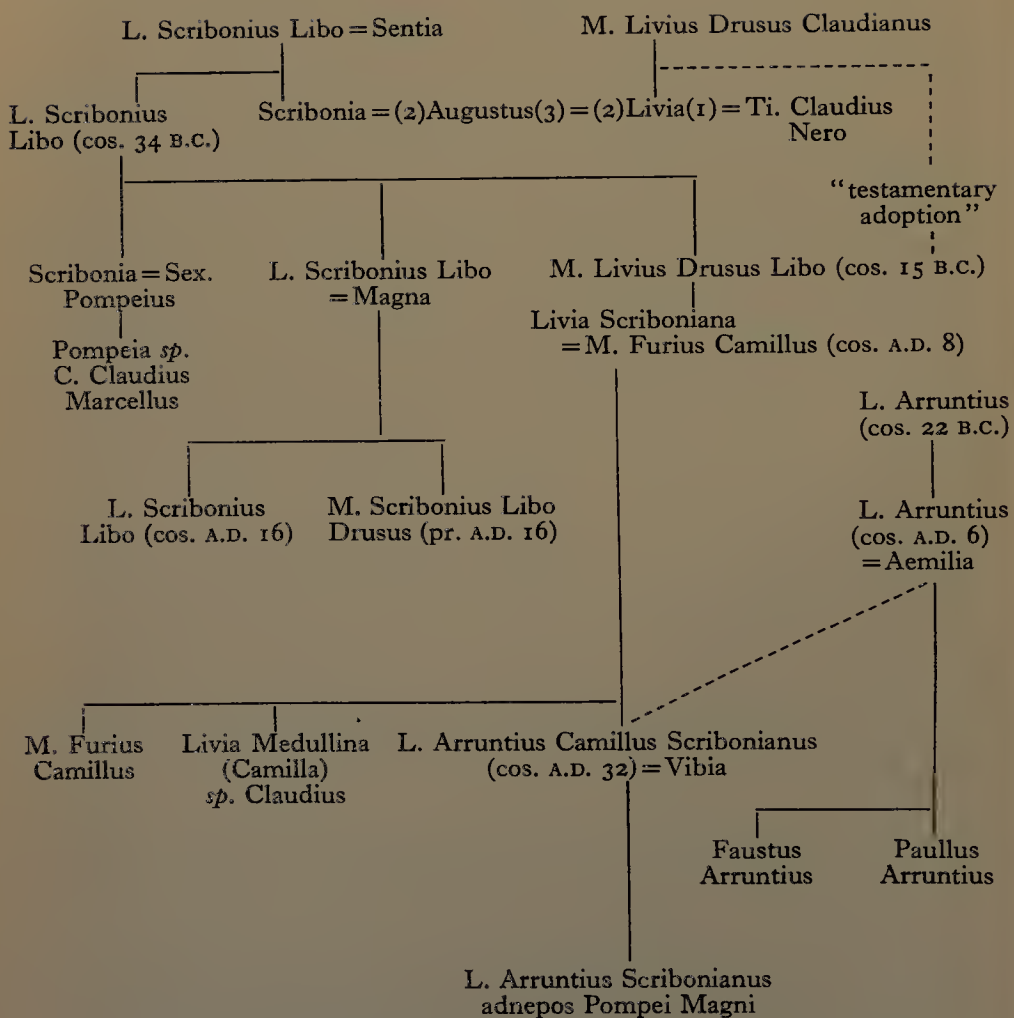 L. Scribonius Libo = Sentia
M. Livius Drusus Claudianus
L. Scribonius
Libo (cos. 34 B.C.)
Scribonia = (2)Augustus(3) = (2)Livia(1) = Ti. Claudius
Nero
"testamentary
adoption"
Scribonia = Sex.
Pompeius
L. Scribonius Libo
= Magna
M. Livius Drusus Libo (cos. 15 B.C.)
Pompeia sp.
C. Claudius
Marcellus
Livia Scriboniana
= M. Furius Camillus (cos. A.D. 8)
L. Arruntius
(cos. 22 B.C.)
L. Scribonius
Libo (cos. A.D. 16)
M. Scribonius Libo
Drusus (pr. A.D. 16)
L. Arruntius
(cos. A.D. 6)
= Aemilia
M. Furius
Camillus
Livia Medullina
(Camilla)
sp. Claudius
L. Arruntius Camillus Scribonianus
(cos. A.D. 32) = Vibia
Faustus
Arruntius
Paullus
Arruntius
L. Arruntius Scribonianus
adnepos Pompei Magni